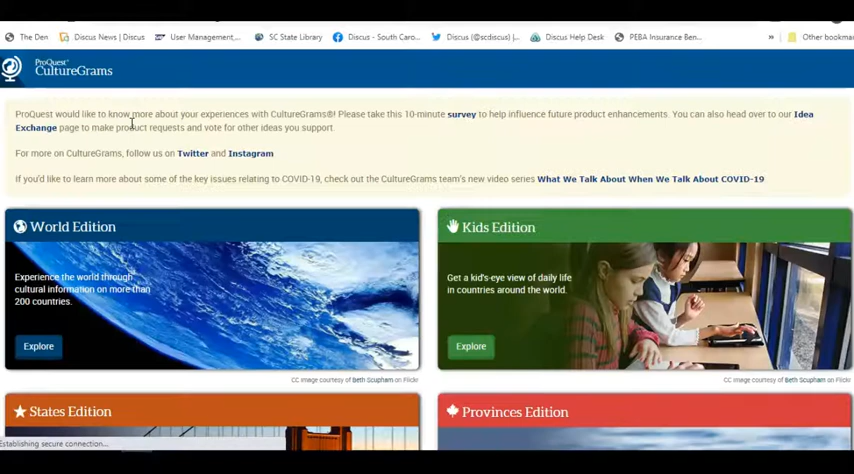 The Den
Discus News | Discus
User Management,...
SC State Library
Discus - South Caro...
Discus (@scdiscus) |...
Discus Help Desk
PEBA Insurance Ben...
»
Other bookmar
ProQuest®
CultureGrams
ProQuest would like to know more about your experiences with CultureGrams®! Please take this 10-minute survey to help influence future product enhancements. You can also head over to our Idea
Exchange page to make product requests and vote for other ideas you support.
For more on CultureGrams, follow us on Twitter and Instagram
If you'd like to learn more about some of the key issues relating to COVID-19, check out the CultureGrams team's new video series What We Talk About When We Talk About COVID-19
World Edition
Experience the world through
cultural information on more than
200 countries.
Explore
CC image courtesy of Beth Scupham on Flickr
Kids Edition
Get a kid's-eye view of daily life
in countries around the world.
Explore
CC image courtesy of Beth Scupham on Flickr
States Edition
Provinces Edition
Establishing secure connection...